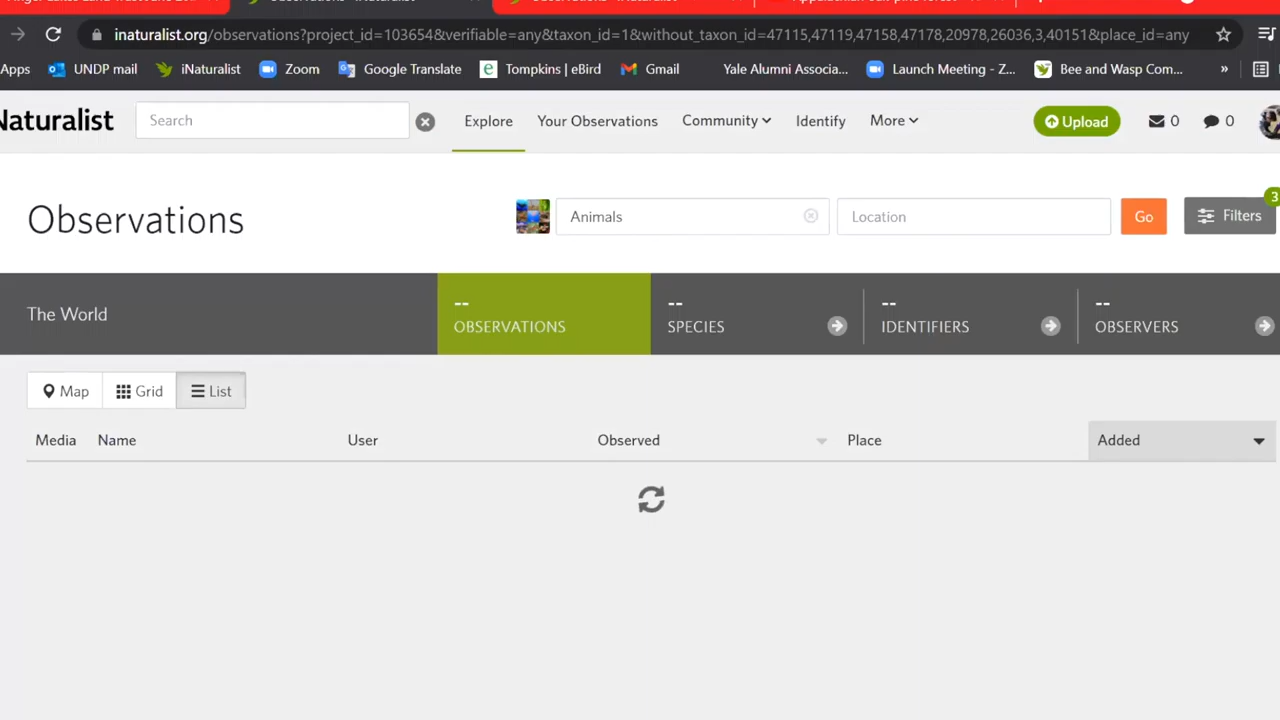 inaturalist.org/observations?project_id=103654&verifiable=any&taxon_id=1&without_taxon_id=47115,47119,47158,47178,20978,26036,3,40151&place_id=any
Apps UNDP mail iNaturalist Zoom Google Translate Tompkins | eBird Gmail Yale Alumni Associa... Launch Meeting - Z... Bee and Wasp Com... »
Naturalist Search Explore Your Observations Community Identify More Upload 0 0
Observations Animals Location Go Filters 3
The World
-- OBSERVATIONS
-- SPECIES
-- IDENTIFIERS
-- OBSERVERS
Map Grid List
Media Name User Observed Place Added